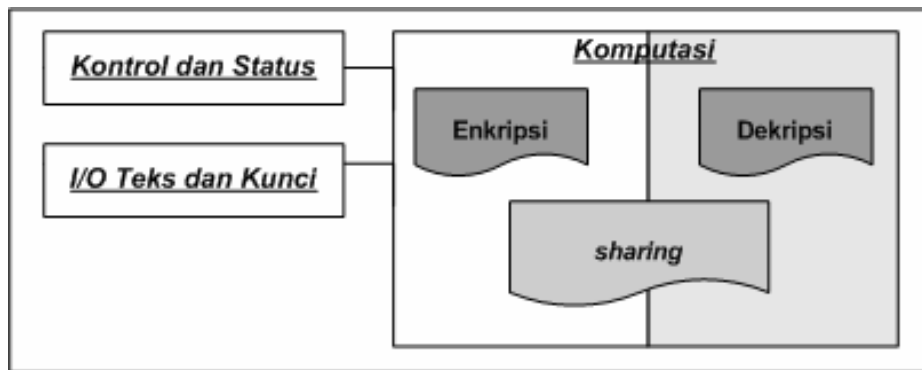 Kontrol dan Status
I/O Teks dan Kunci
Komputasi
Enkripsi
Dekripsi
sharing